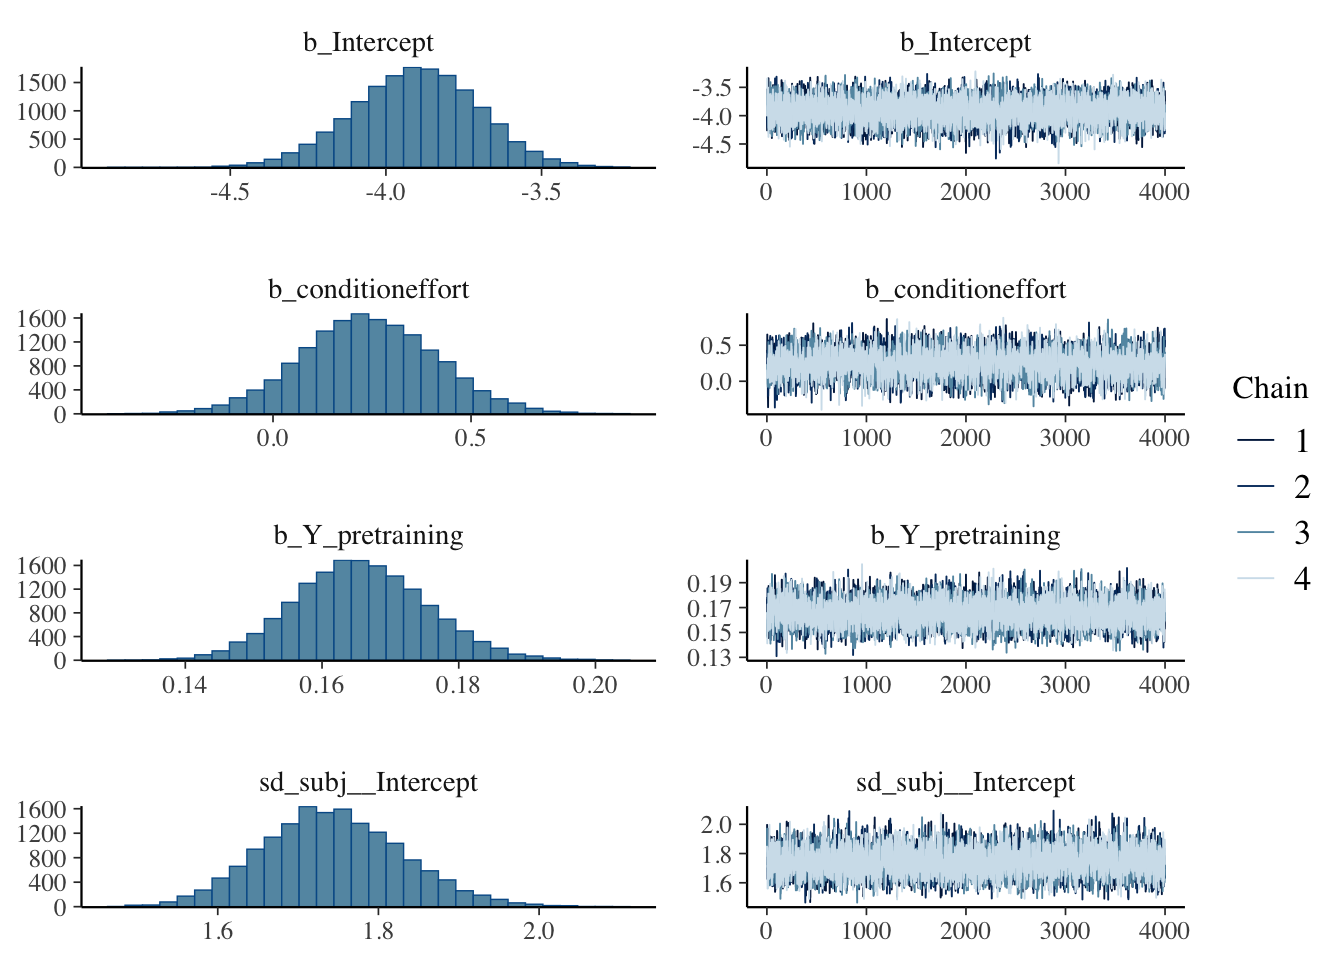 b_Intercept
1500
1000
500
0
-4.5 -4.0 -3.5
b_Intercept
-3.5
-4.0
-4.5
0 1000 2000 3000 4000
b_conditioneffort
1600
1200
800
400
0
0.0 0.5
b_conditioneffort
0.5
0.0
0 1000 2000 3000 4000
b_Y_pretraining
1600
1200
800
400
0
0.14 0.16 0.18 0.20
b_Y_pretraining
0.19
0.17
0.15
0.13
0 1000 2000 3000 4000
sd_subj__Intercept
1600
1200
800
400
0
1.6 1.8 2.0
sd_subj__Intercept
2.0
1.8
1.6
0 1000 2000 3000 4000
Chain
1
2
3
4